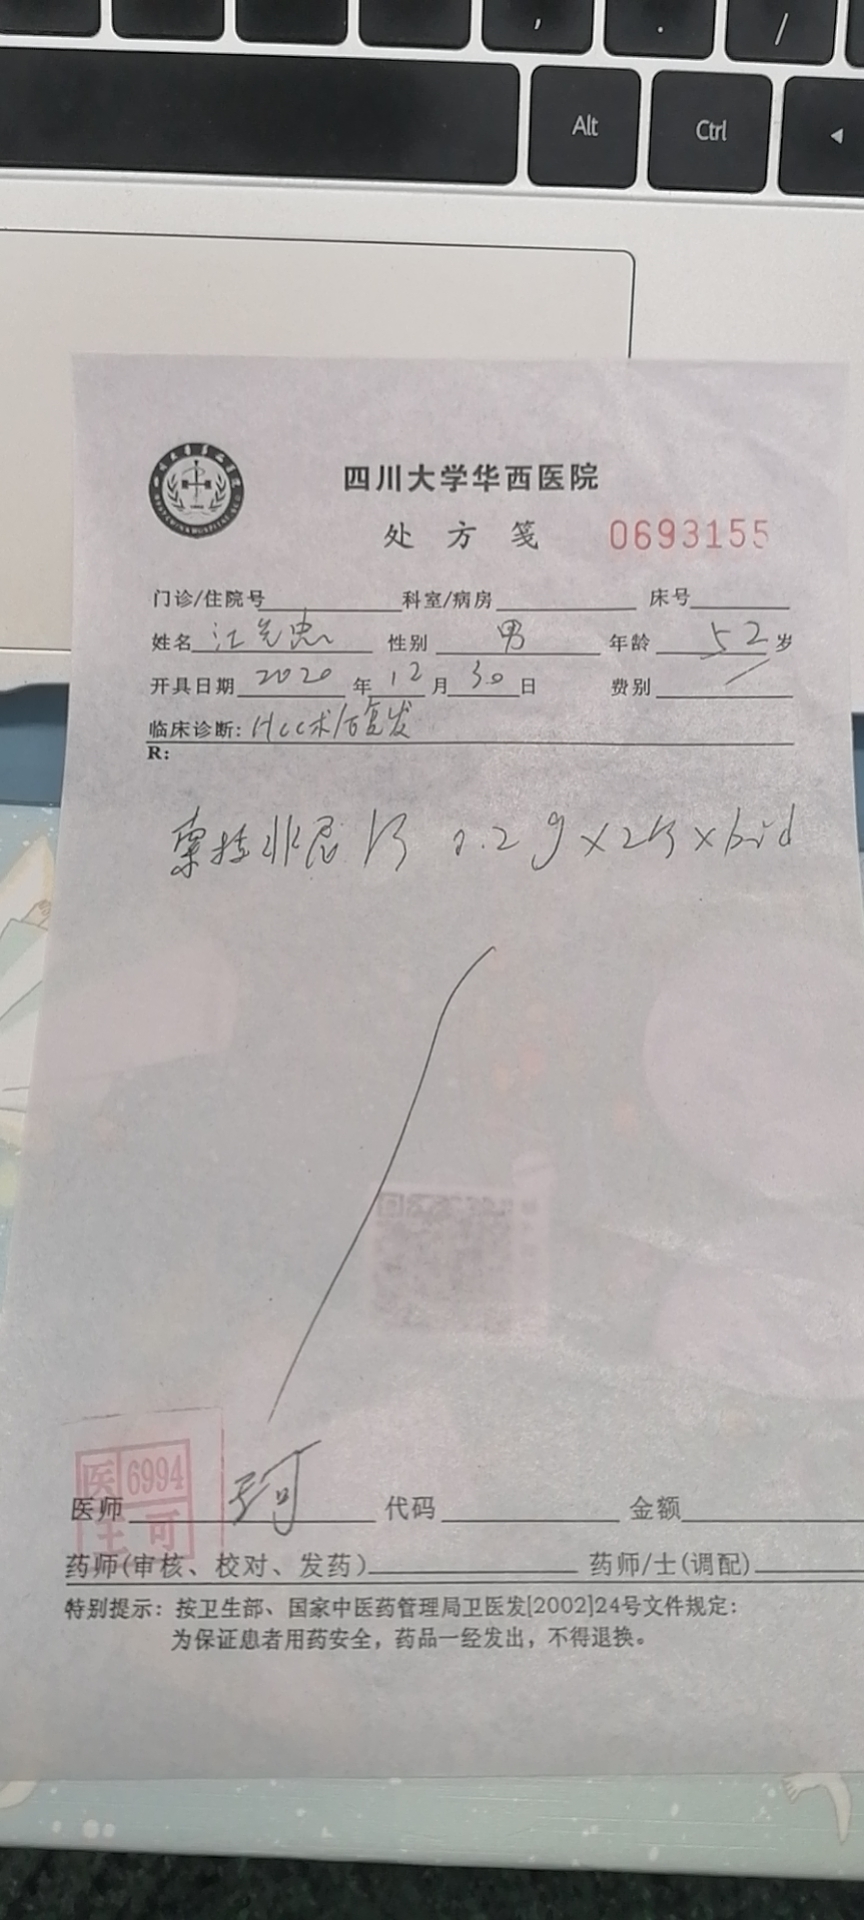 ,
.
/
Alt
Ctrl
四川大学华西医院
处方笺 0693155
门诊/住院号 科室/病房 床号
姓名 江先忠 性别 男 年龄 52 岁
开具日期 2020 年 12 月 30 日 费别 /
临床诊断: HCC术后复发
R:
索拉非尼片 0.2g×2片×bid
医 6994
王可
医师 王可 代码 金额
药师(审核、校对、发药) 药师/士(调配)
特别提示: 按卫生部、国家中医药管理局卫医发[2002]24号文件规定:
为保证患者用药安全，药品一经发出，不得退换。